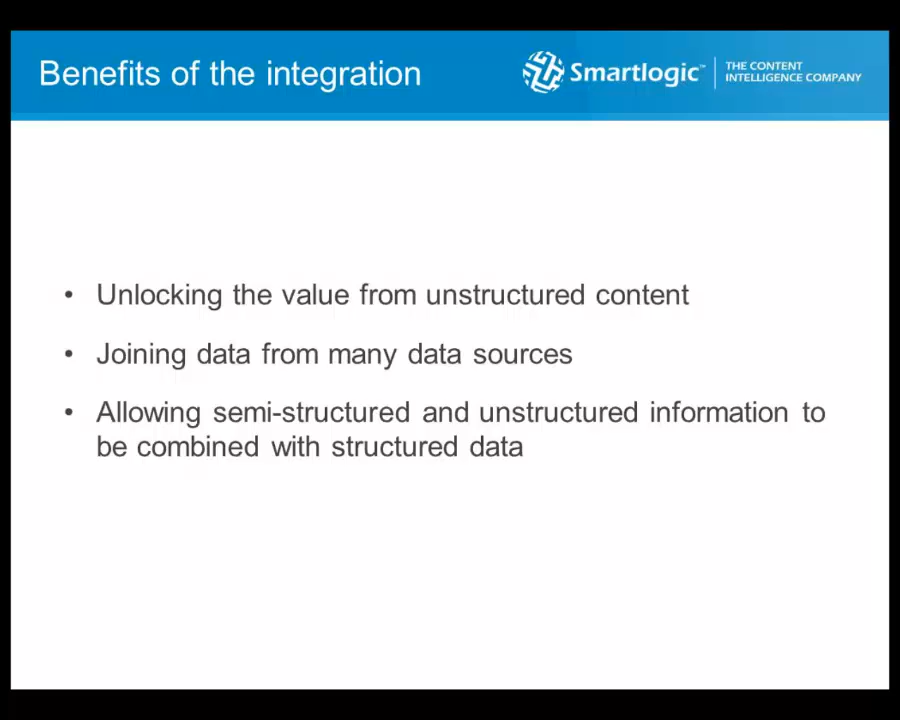 Benefits of the integration
Smartlogic™
THE CONTENT
INTELLIGENCE COMPANY
• Unlocking the value from unstructured content
• Joining data from many data sources
• Allowing semi-structured and unstructured information to
be combined with structured data